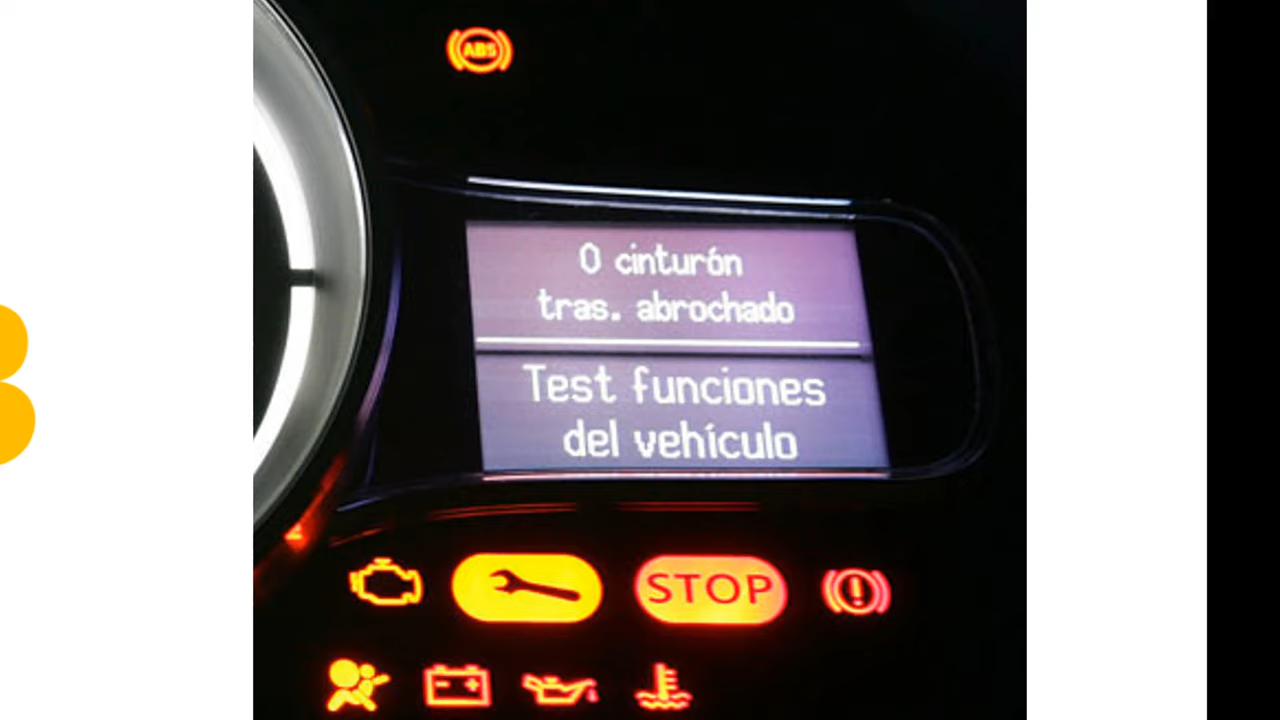 ABS
0 cinturón
tras. abrochado
Test funciones
del vehículo
STOP